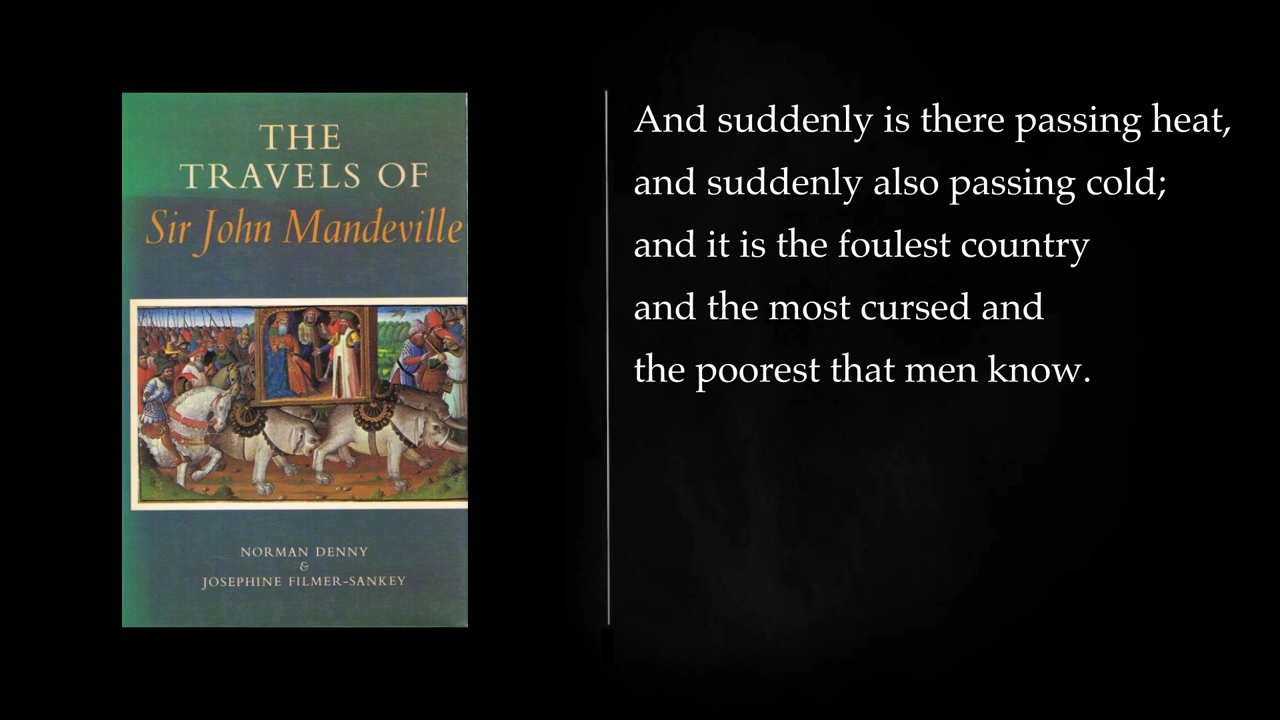 THE
TRAVELS OF
Sir John Mandeville
NORMAN DENNY
&
JOSEPHINE FILMER-SANKEY
And suddenly is there passing heat,
and suddenly also passing cold;
and it is the foulest country
and the most cursed and
the poorest that men know.